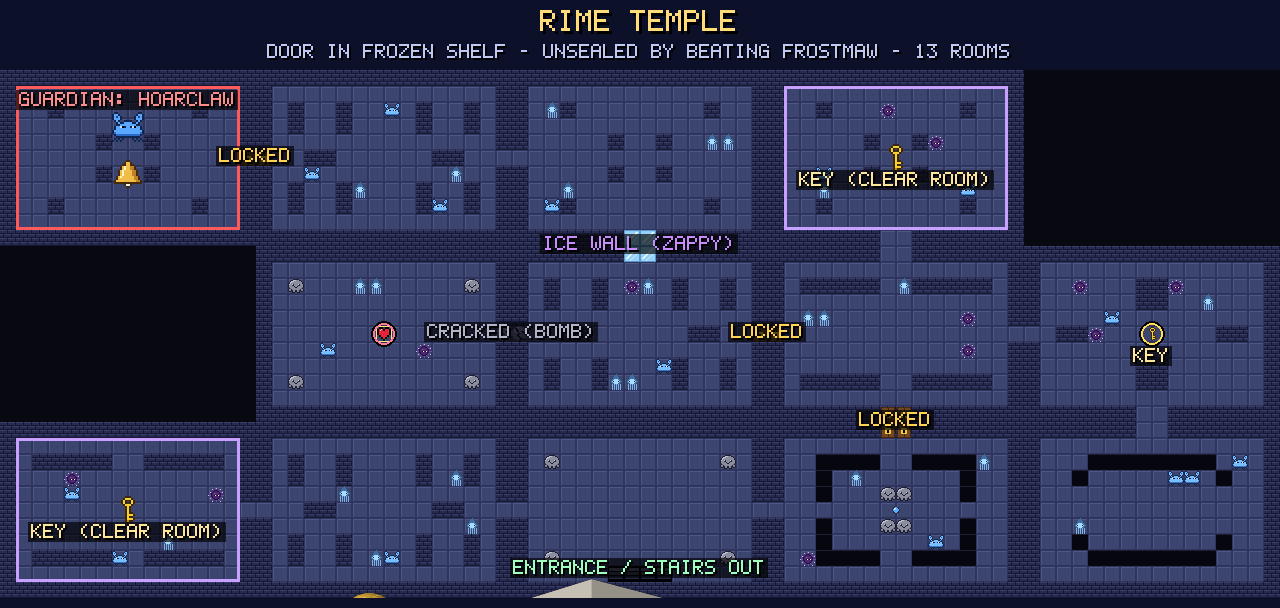 RIME TEMPLE
DOOR IN FROZEN SHELF - UNSEALED BY BEATING FROSTMAW - 13 ROOMS
GUARDIAN: HOARCLAW
LOCKED
KEY (CLEAR ROOM)
ICE WALL (ZAPPY)
CRACKED (BOMB)
LOCKED
KEY
LOCKED
KEY (CLEAR ROOM)
ENTRANCE / STAIRS OUT